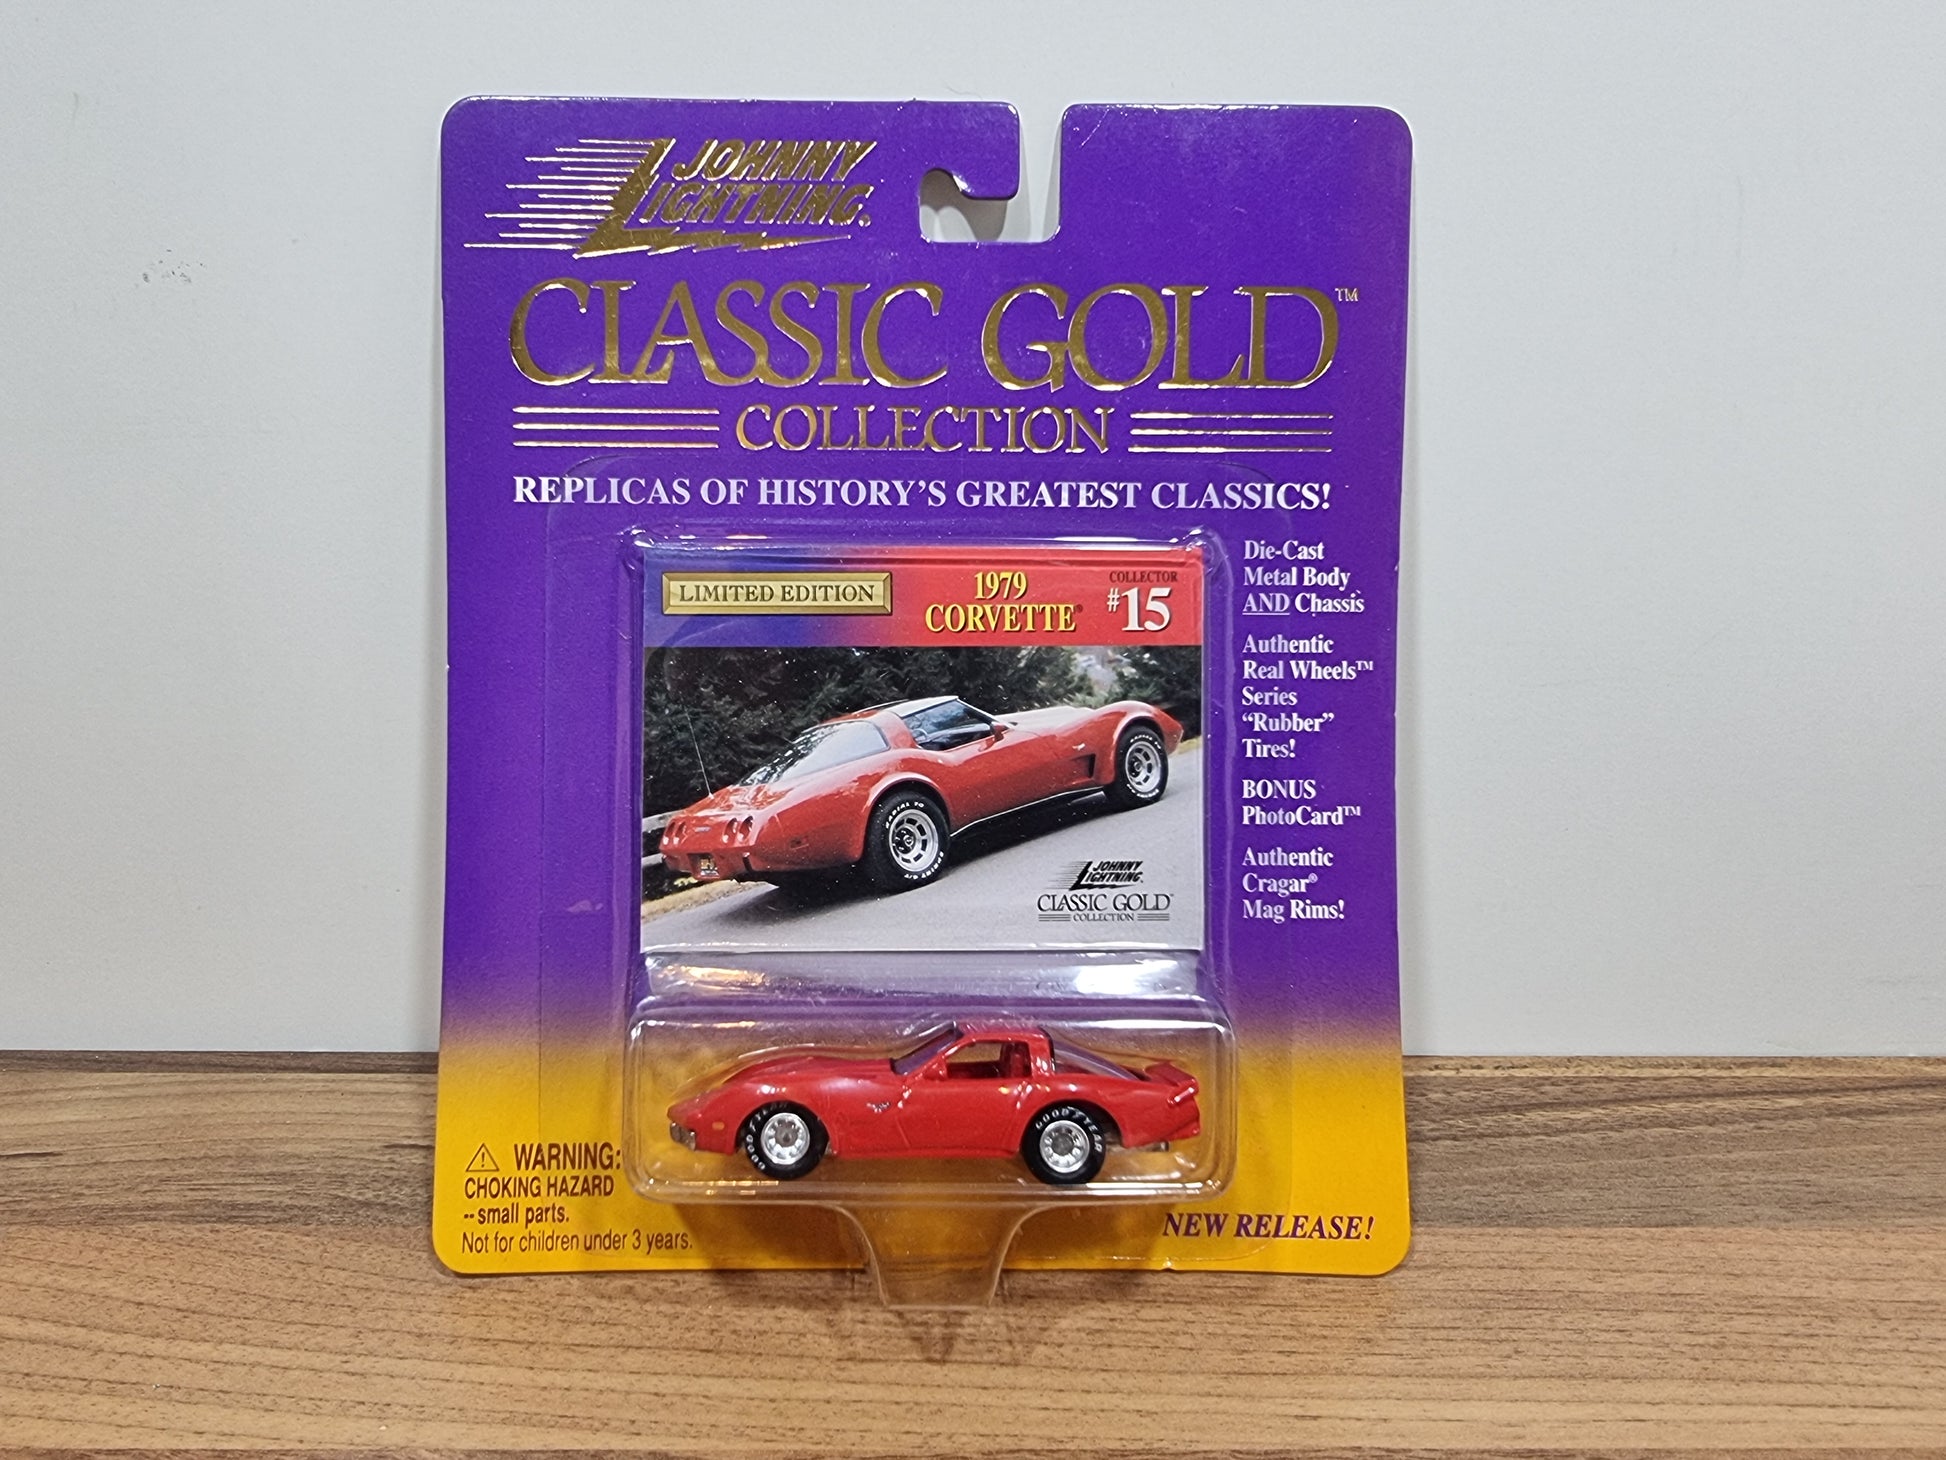 JOHNNY
LIGHTNING®
CLASSIC GOLD™
COLLECTION
REPLICAS OF HISTORY'S GREATEST CLASSICS!
LIMITED EDITION
1979
CORVETTE®
COLLECTOR
#15
JOHNNY
LIGHTNING®
CLASSIC GOLD™
COLLECTION
Die-Cast
Metal Body
AND Chassis
Authentic
Real Wheels™
Series
“Rubber”
Tires!
BONUS
PhotoCard™
Authentic
Cragar®
Mag Rims!
GOODYEAR
GOODYEAR
⚠ WARNING:
CHOKING HAZARD
--small parts.
Not for children under 3 years.
NEW RELEASE!